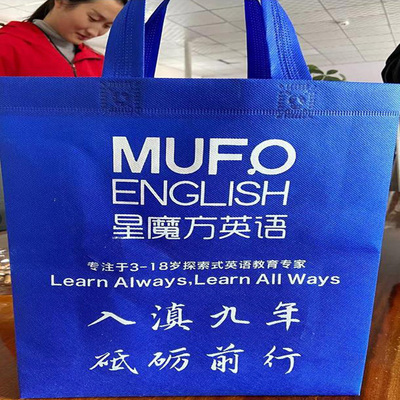 MUFO
ENGLISH
星魔方英语
专注于3-18岁探索式英语教育专家
Learn Always,Learn All Ways
入滇九年
砥砺前行